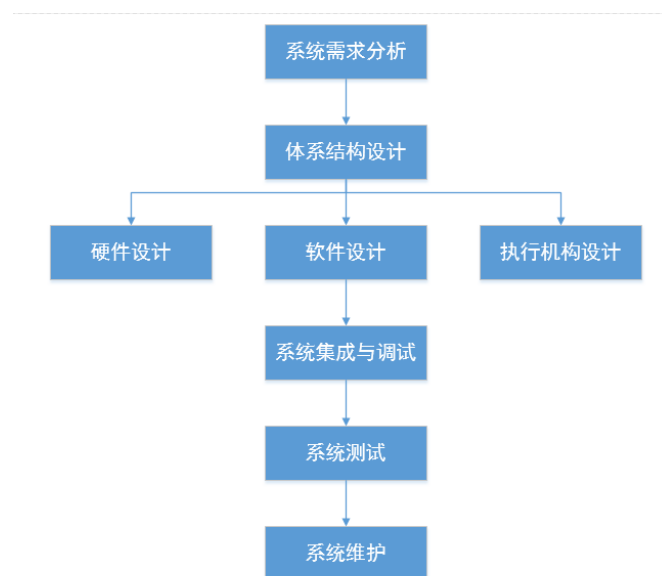 系统需求分析
体系结构设计
硬件设计
软件设计
执行机构设计
系统集成与调试
系统测试
系统维护